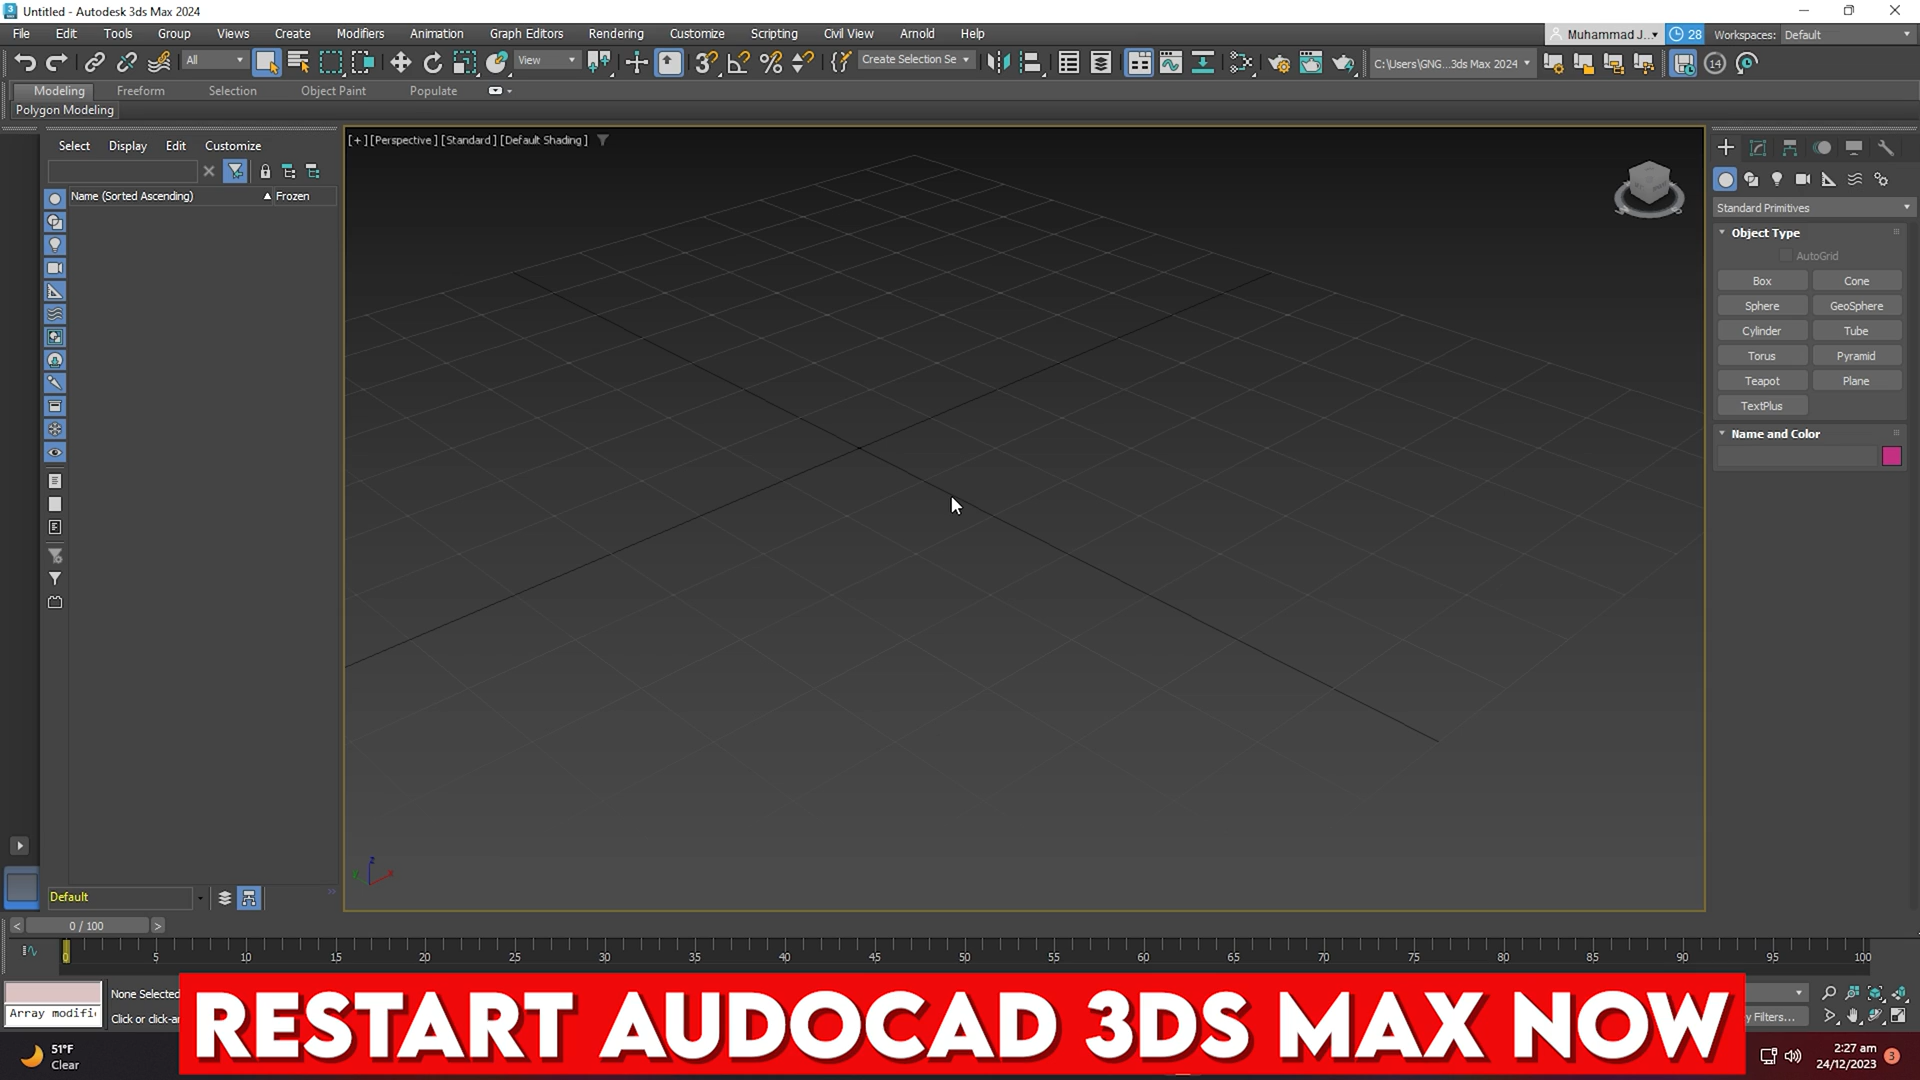 Untitled - Autodesk 3ds Max 2024
File Edit Tools Group Views Create Modifiers Animation Graph Editors Rendering Customize Scripting Civil View Arnold Help
Muhammad J... 28 Workspaces: Default
All View Create Selection Se C:\Users\GNG...3ds Max 2024 14
Modeling Freeform Selection Object Paint Populate
Polygon Modeling
Select Display Edit Customize
Name (Sorted Ascending) Frozen
[+] [Perspective] [Standard] [Default Shading]
Standard Primitives
Object Type
AutoGrid
Box Cone
Sphere GeoSphere
Cylinder Tube
Torus Pyramid
Teapot Plane
TextPlus
Name and Color
z
x
Default
< 0 / 100 >
0 5 10 15 20 25 30 35 40 45 50 55 60 65 70 75 80 85 90 95 100
None Selected
Array modifi
Click or click-a
RESTART AUDOCAD 3DS MAX NOW
y Filters...
51°F
Clear
2:27 am
24/12/2023
3